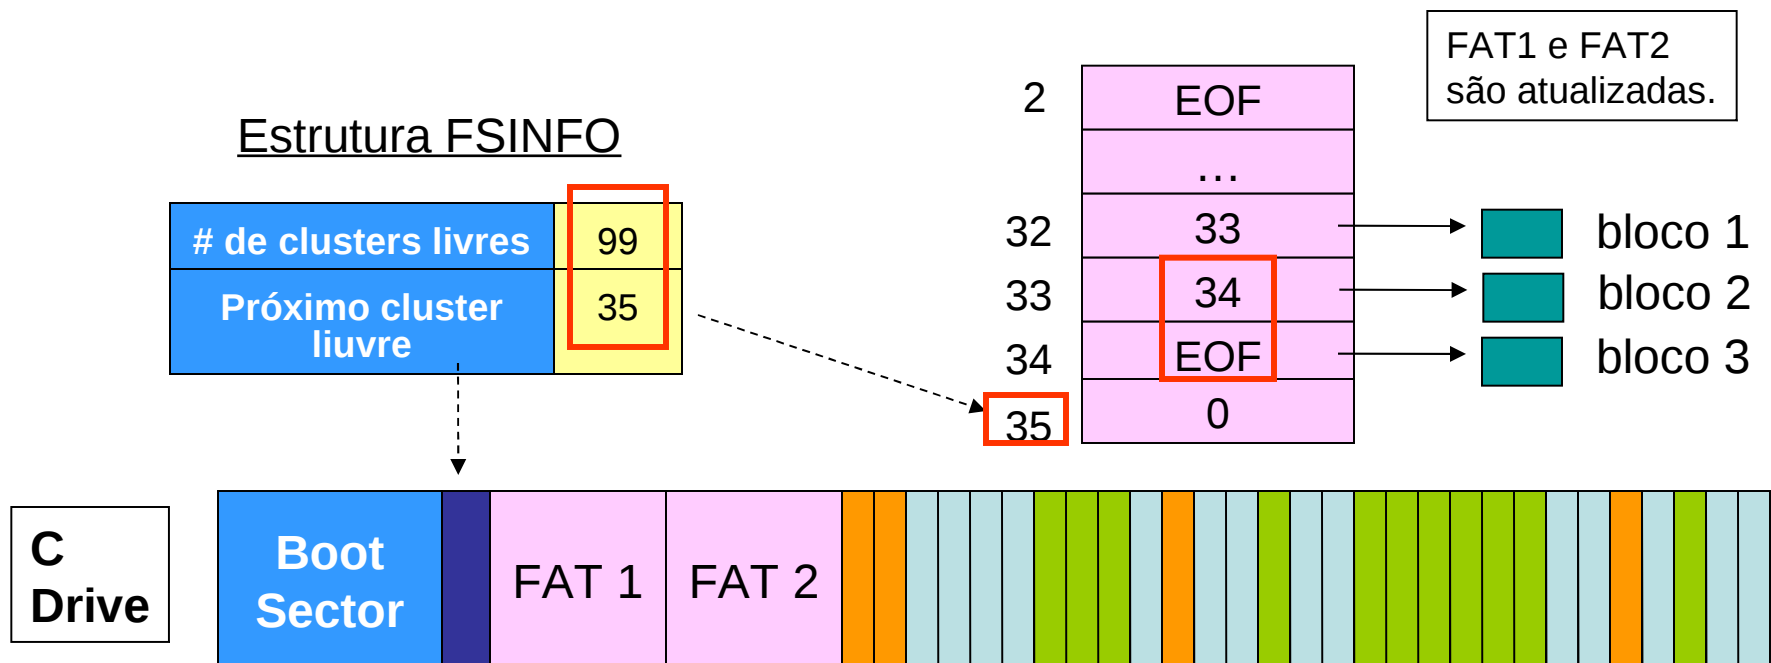 FAT1 e FAT2
são atualizadas.
Estrutura FSINFO
# de clusters livres 99
Próximo cluster 35
liuvre
2 EOF
...
32 33 bloco 1
33 34 bloco 2
34 EOF bloco 3
35 0
C
Drive
Boot
Sector
FAT 1
FAT 2